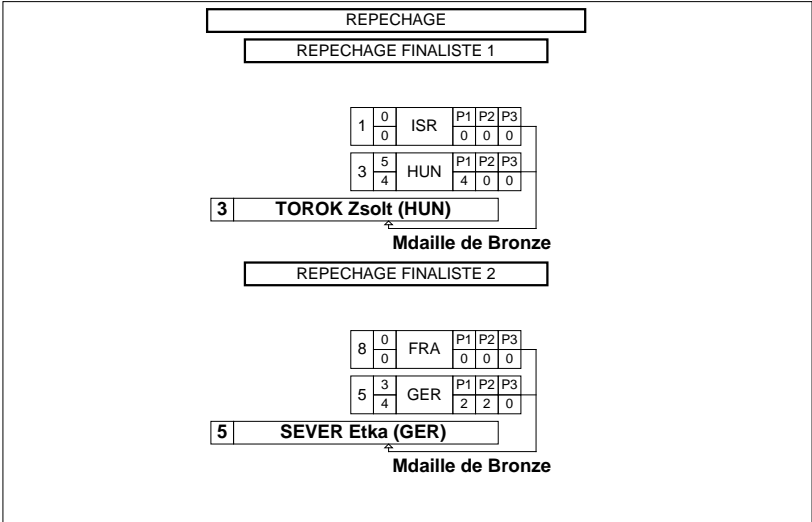 REPECHAGE
REPECHAGE FINALISTE 1
1 0 ISR P1 P2 P3
0 0 0 0
3 5 HUN P1 P2 P3
4 4 0 0
3 TOROK Zsolt (HUN)
Mdaille de Bronze
REPECHAGE FINALISTE 2
8 0 FRA P1 P2 P3
0 0 0 0
5 3 GER P1 P2 P3
4 2 2 0
5 SEVER Etka (GER)
Mdaille de Bronze